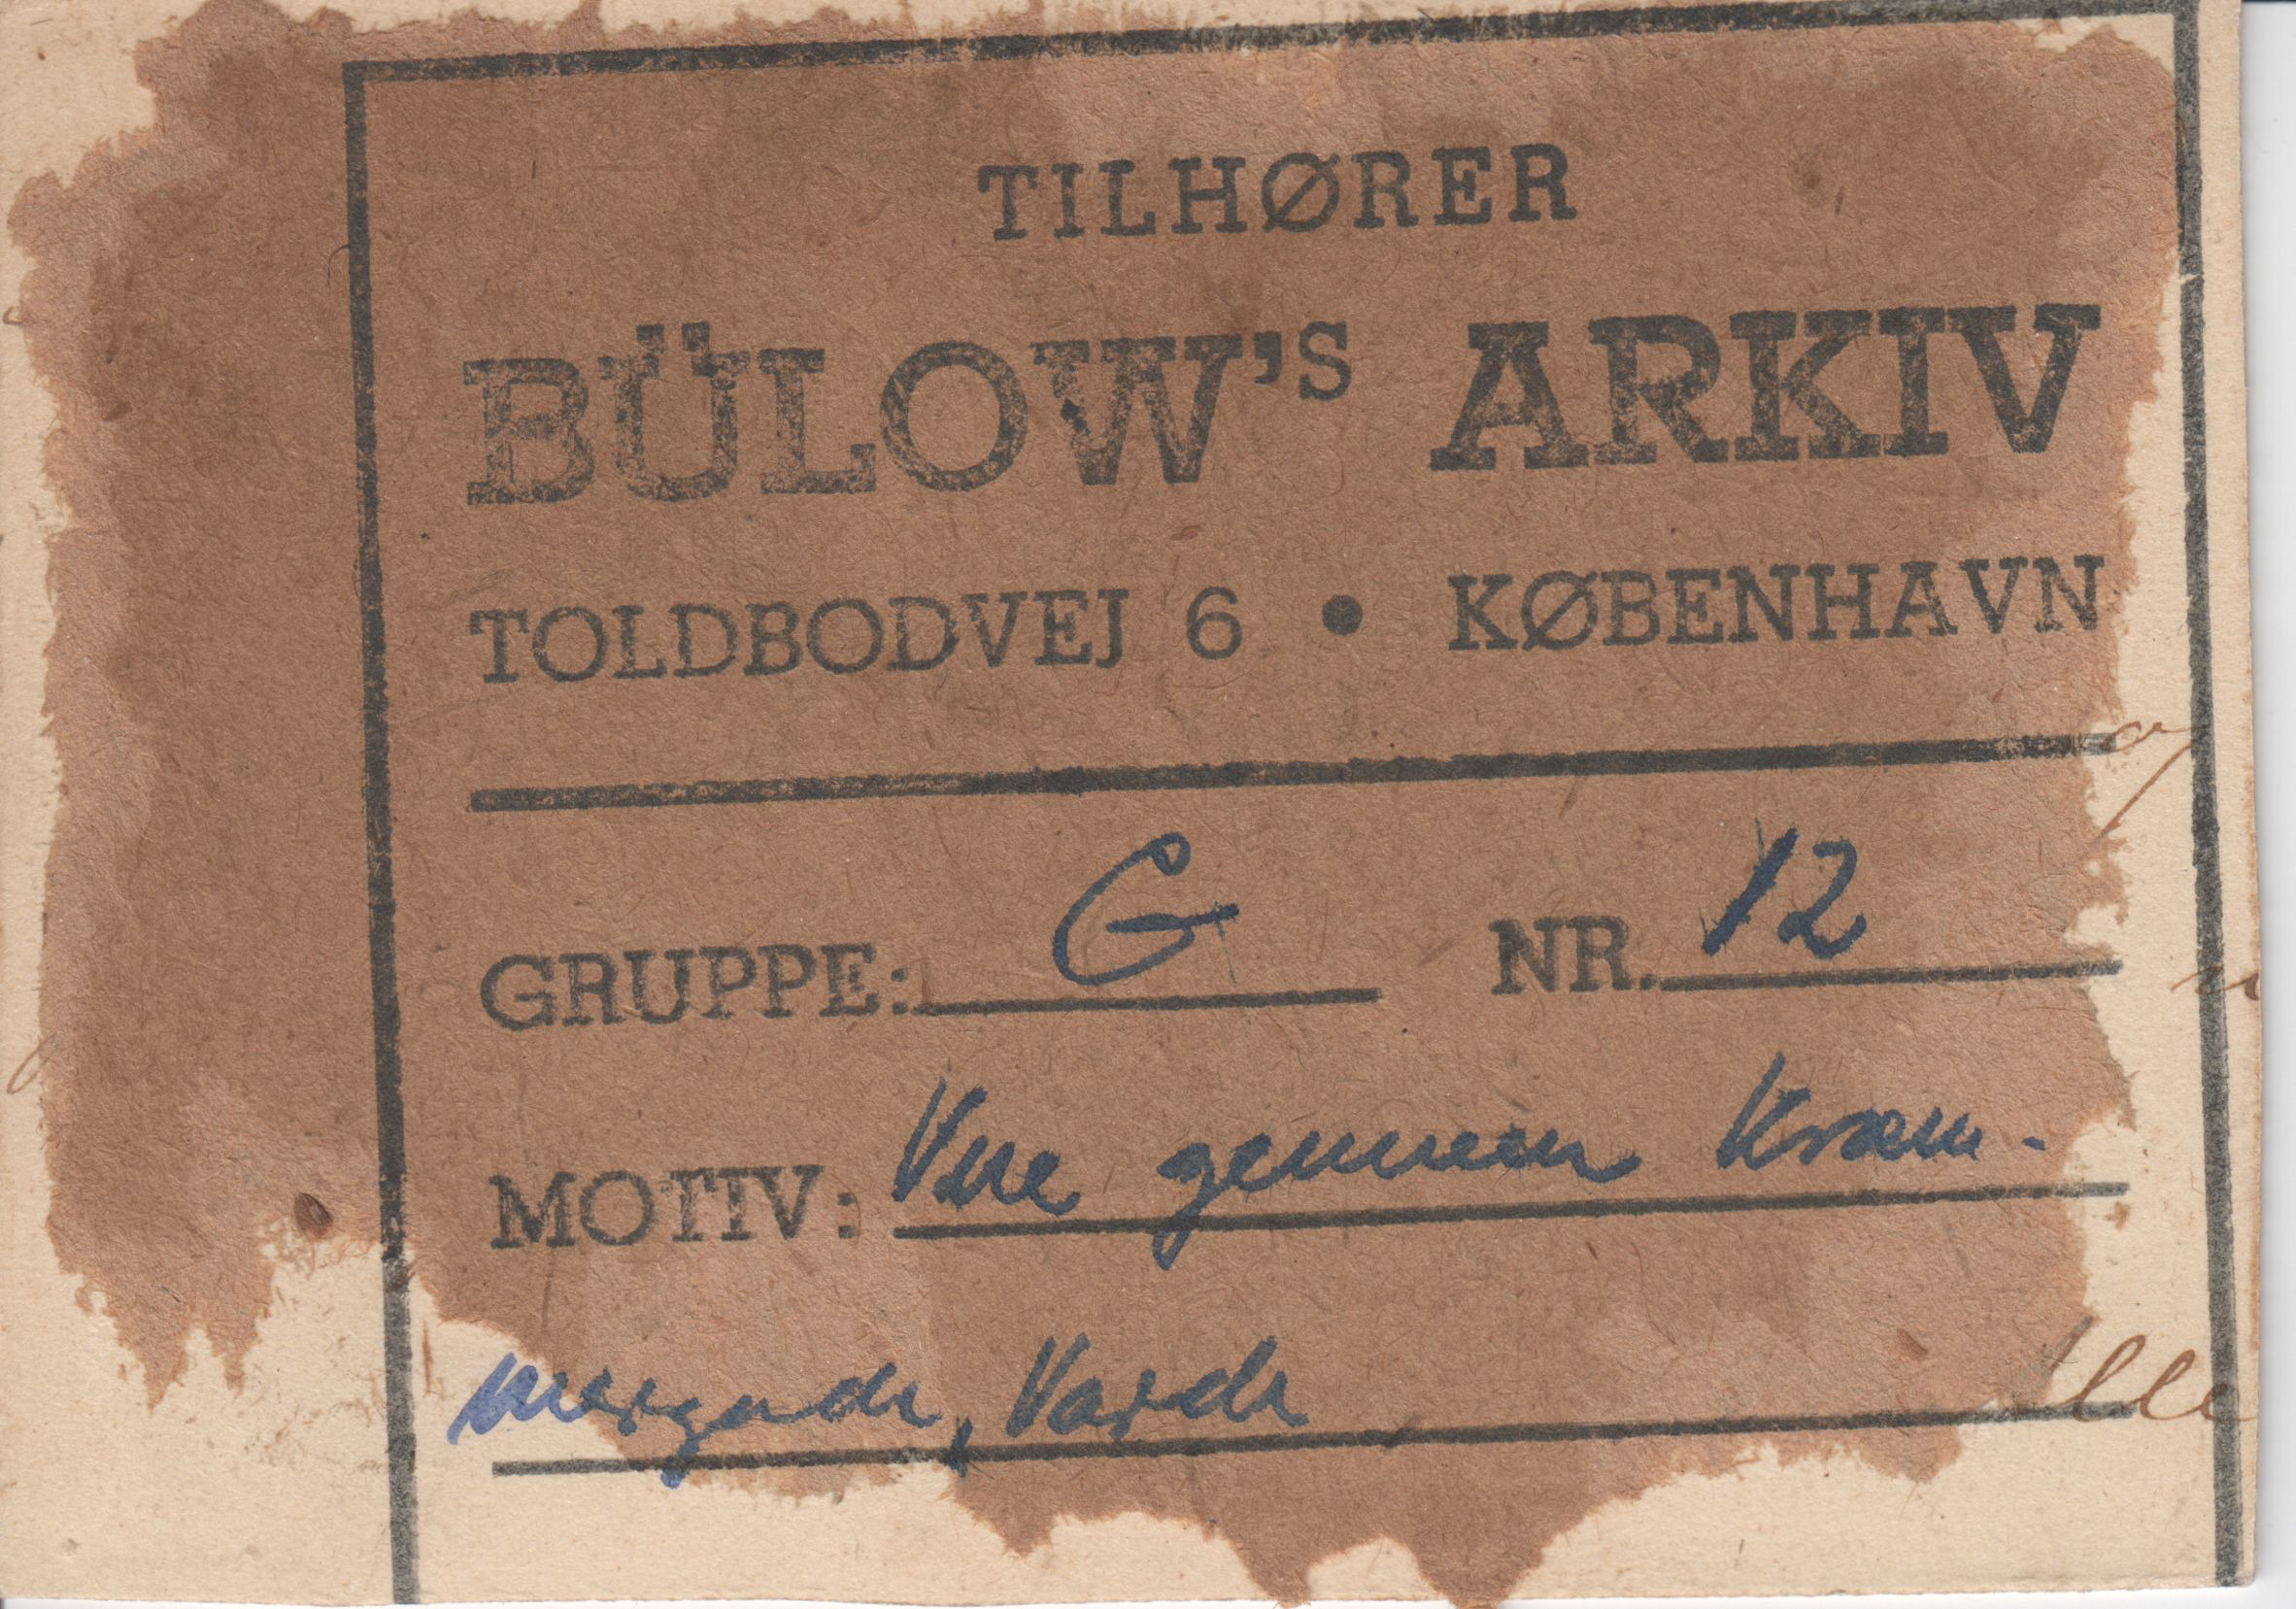 TILHØRER
BÜLOW'S ARKIV
TOLDBODVEJ 6 • KØBENHAVN
GRUPPE: G NR. 12
MOTIV: Vue gennem Kræm-
mergade, Varde